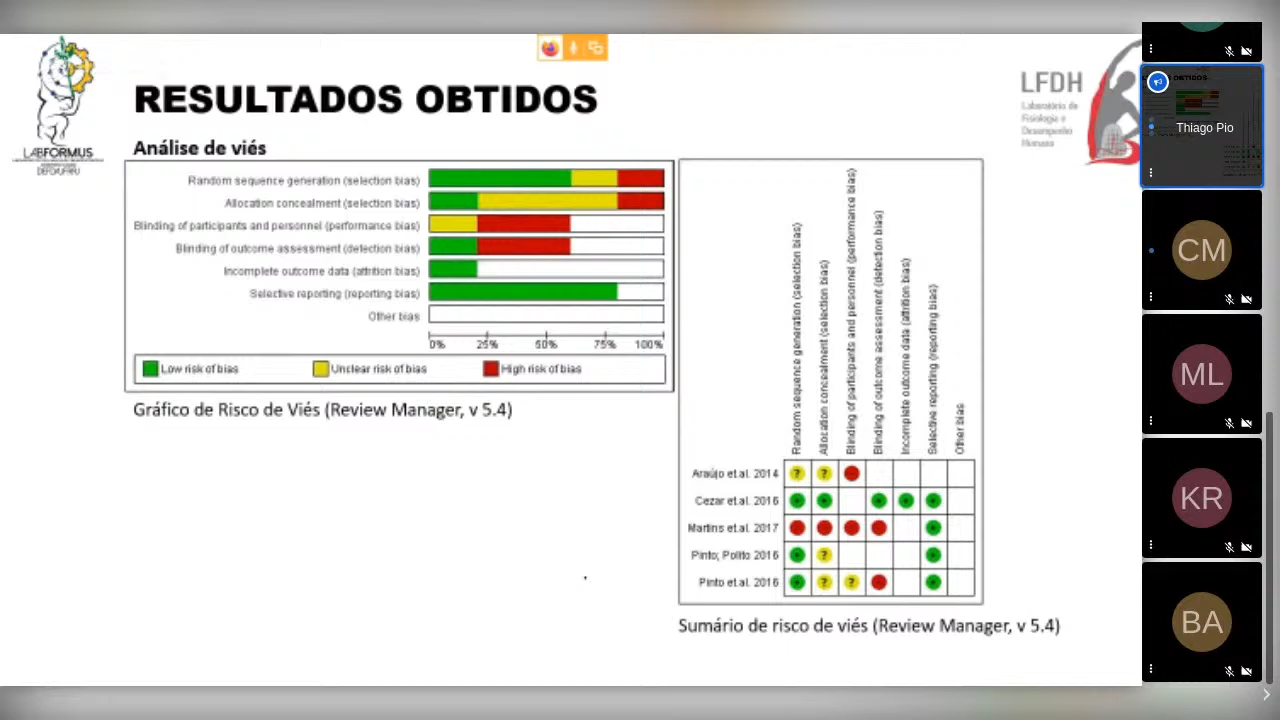 RESULTADOS OBTIDOS
LABFORMUS
LFDH
Laboratório de
Fisiologia e
Desempenho
Humano
Análise de viés
Random sequence generation (selection bias)
Allocation concealment (selection bias)
Blinding of participants and personnel (performance bias)
Blinding of outcome assessment (detection bias)
Incomplete outcome data (attrition bias)
Selective reporting (reporting bias)
Other bias
0% 25% 50% 75% 100%
Low risk of bias Unclear risk of bias High risk of bias
Gráfico de Risco de Viés (Review Manager, v 5.4)
Random sequence generation (selection bias)
Allocation concealment (selection bias)
Blinding of participants and personnel (performance bias)
Blinding of outcome assessment (detection bias)
Incomplete outcome data (attrition bias)
Selective reporting (reporting bias)
Other bias
Araújo et.al. 2014 ? ?
Cezar et.al. 2016
Martins et.al. 2017
Pinto; Polito 2016 ?
Pinto et.al. 2016 ? ?
Sumário de risco de viés (Review Manager, v 5.4)
Thiago Pio
CM
ML
KR
BA